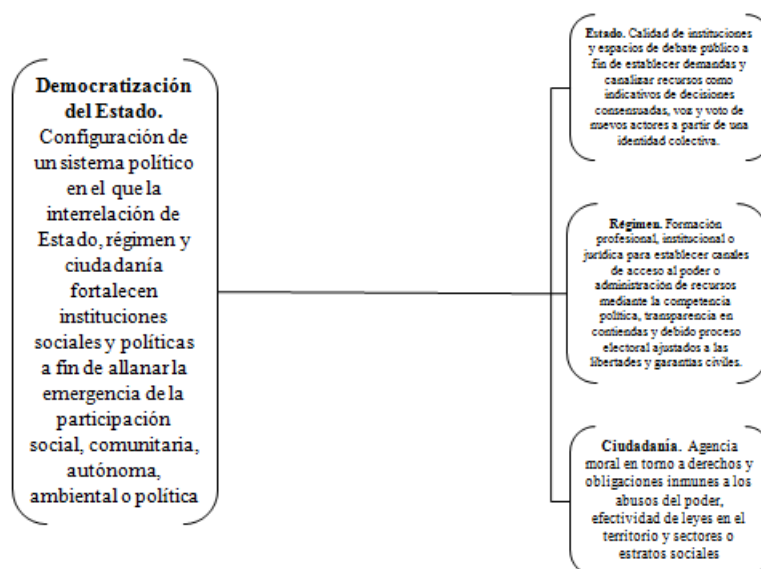 Democratización
del Estado.
Configuración de
un sistema político
en el que la
interrelación de
Estado, régimen y
ciudadanía
fortalecen
instituciones
sociales y políticas
a fin de allanar la
emergencia de la
participación
social, comunitaria,
autónoma,
ambiental o política
Estado. Calidad de instituciones
y espacios de debate público a
fin de establecer demandas y
canalizar recursos como
indicativos de decisiones
consensuadas, voz y voto de
nuevos actores a partir de una
identidad colectiva.
Régimen. Formación
profesional, institucional o
jurídica para establecer canales
de acceso al poder o
administración de recursos
mediante la competencia
política, transparencia en
contiendas y debido proceso
electoral ajustados a las
libertades y garantías civiles.
Ciudadanía. Agencia
moral en torno a derechos y
obligaciones inmunes a los
abusos del poder,
efectividad de leyes en el
territorio y sectores o
estratos sociales